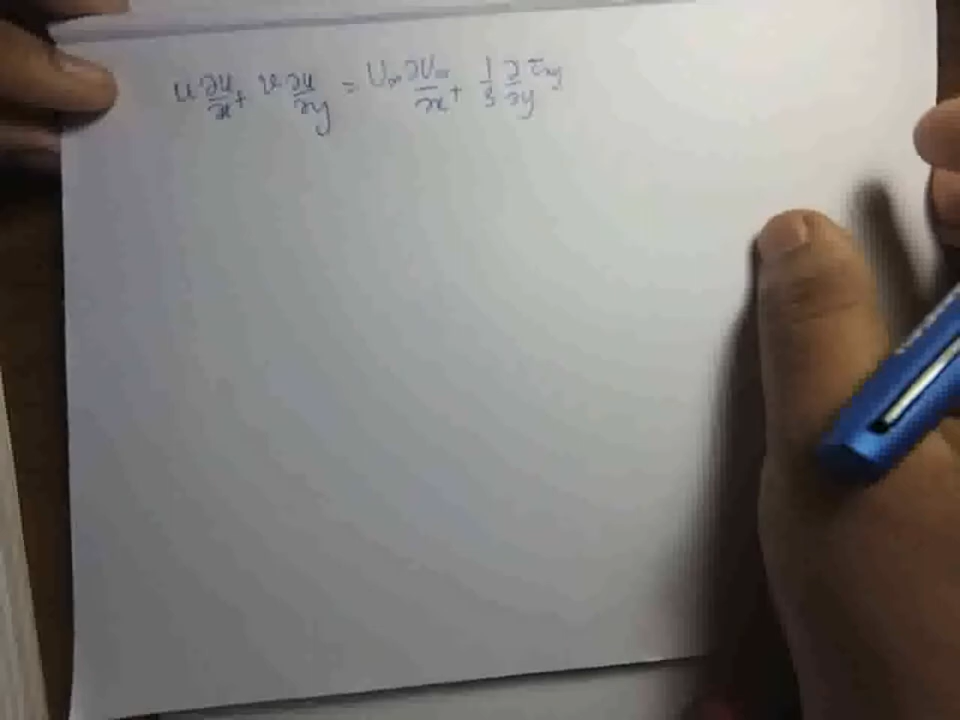 u ∂u/∂x + v ∂u/∂y = U∞ ∂U∞/∂x + 1/ρ ∂/∂y τxy